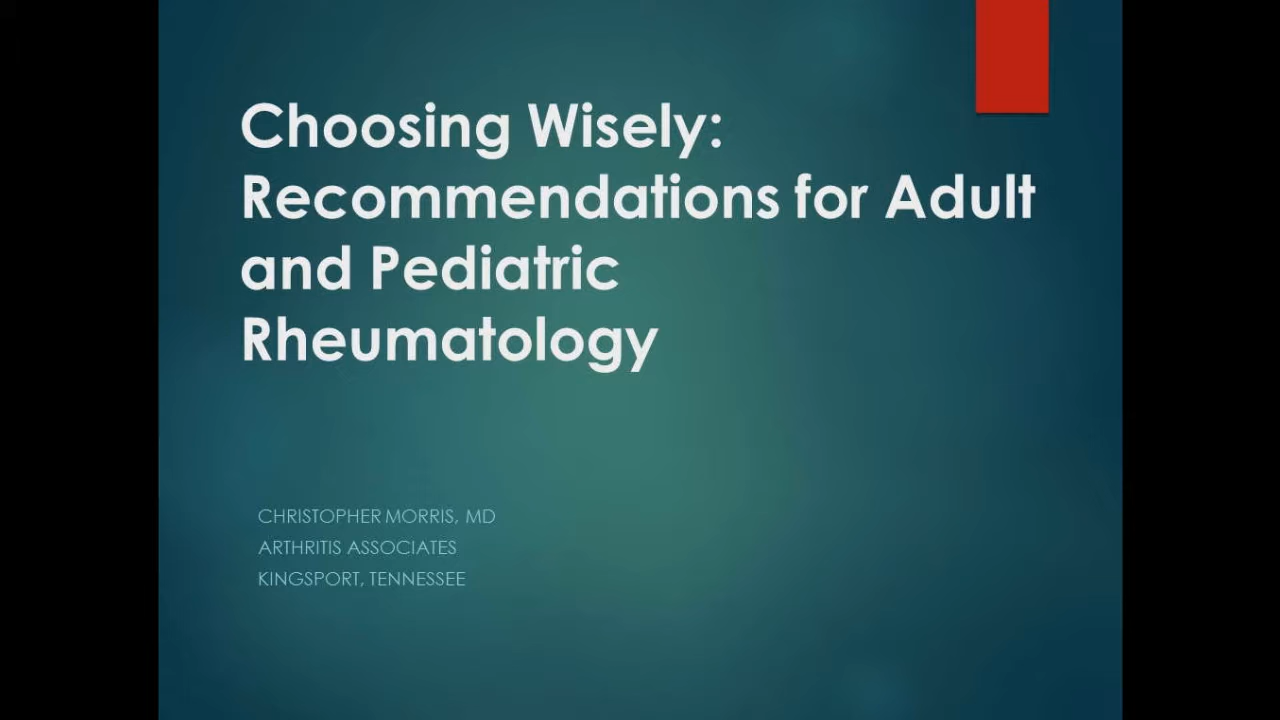 Choosing Wisely:
Recommendations for Adult
and Pediatric
Rheumatology
CHRISTOPHER MORRIS, MD
ARTHRITIS ASSOCIATES
KINGSPORT, TENNESSEE